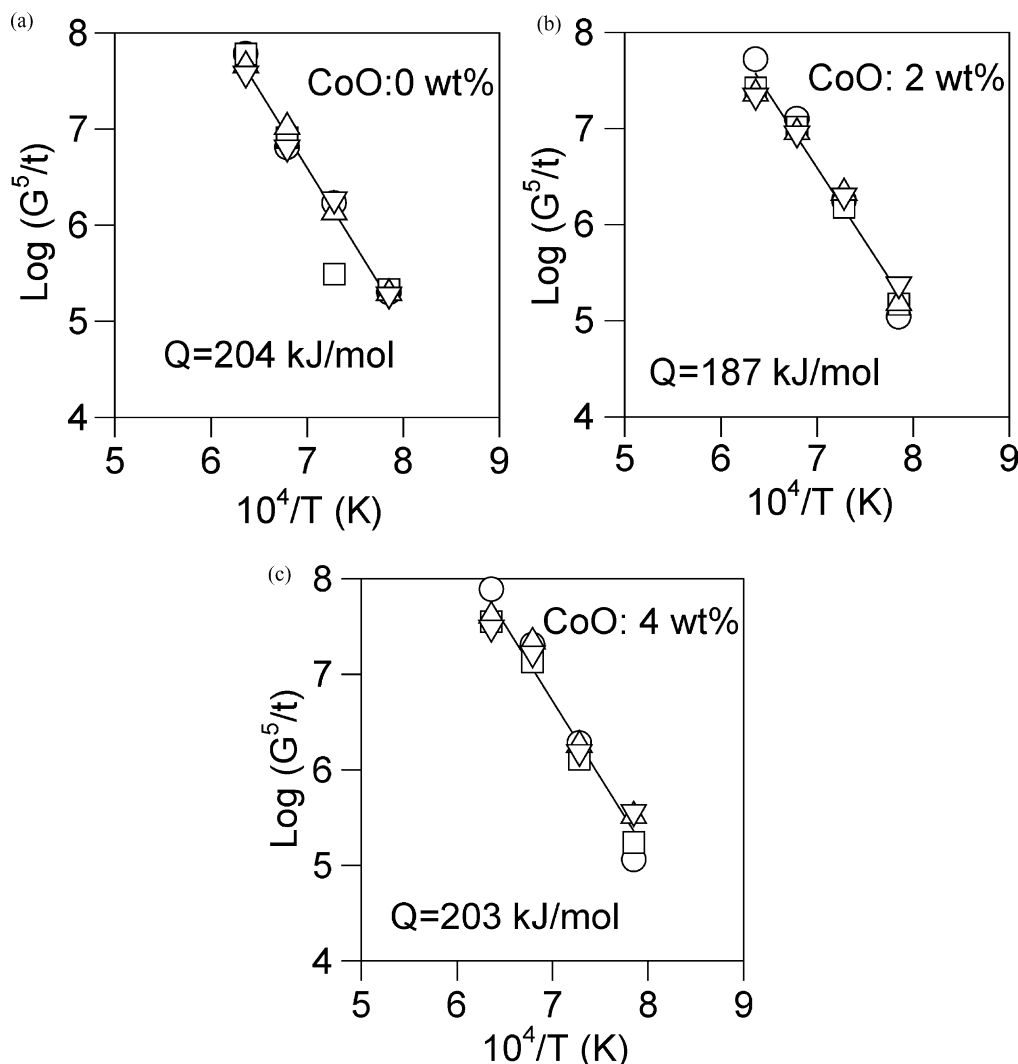 (a)
8
7
6
5
4
Log (G⁵/t)
CoO:0 wt%
Q=204 kJ/mol
5 6 7 8 9
10⁴/T (K)
(b)
8
7
6
5
4
Log (G⁵/t)
CoO: 2 wt%
Q=187 kJ/mol
5 6 7 8 9
10⁴/T (K)
(c)
8
7
6
5
4
Log (G⁵/t)
CoO: 4 wt%
Q=203 kJ/mol
5 6 7 8 9
10⁴/T (K)